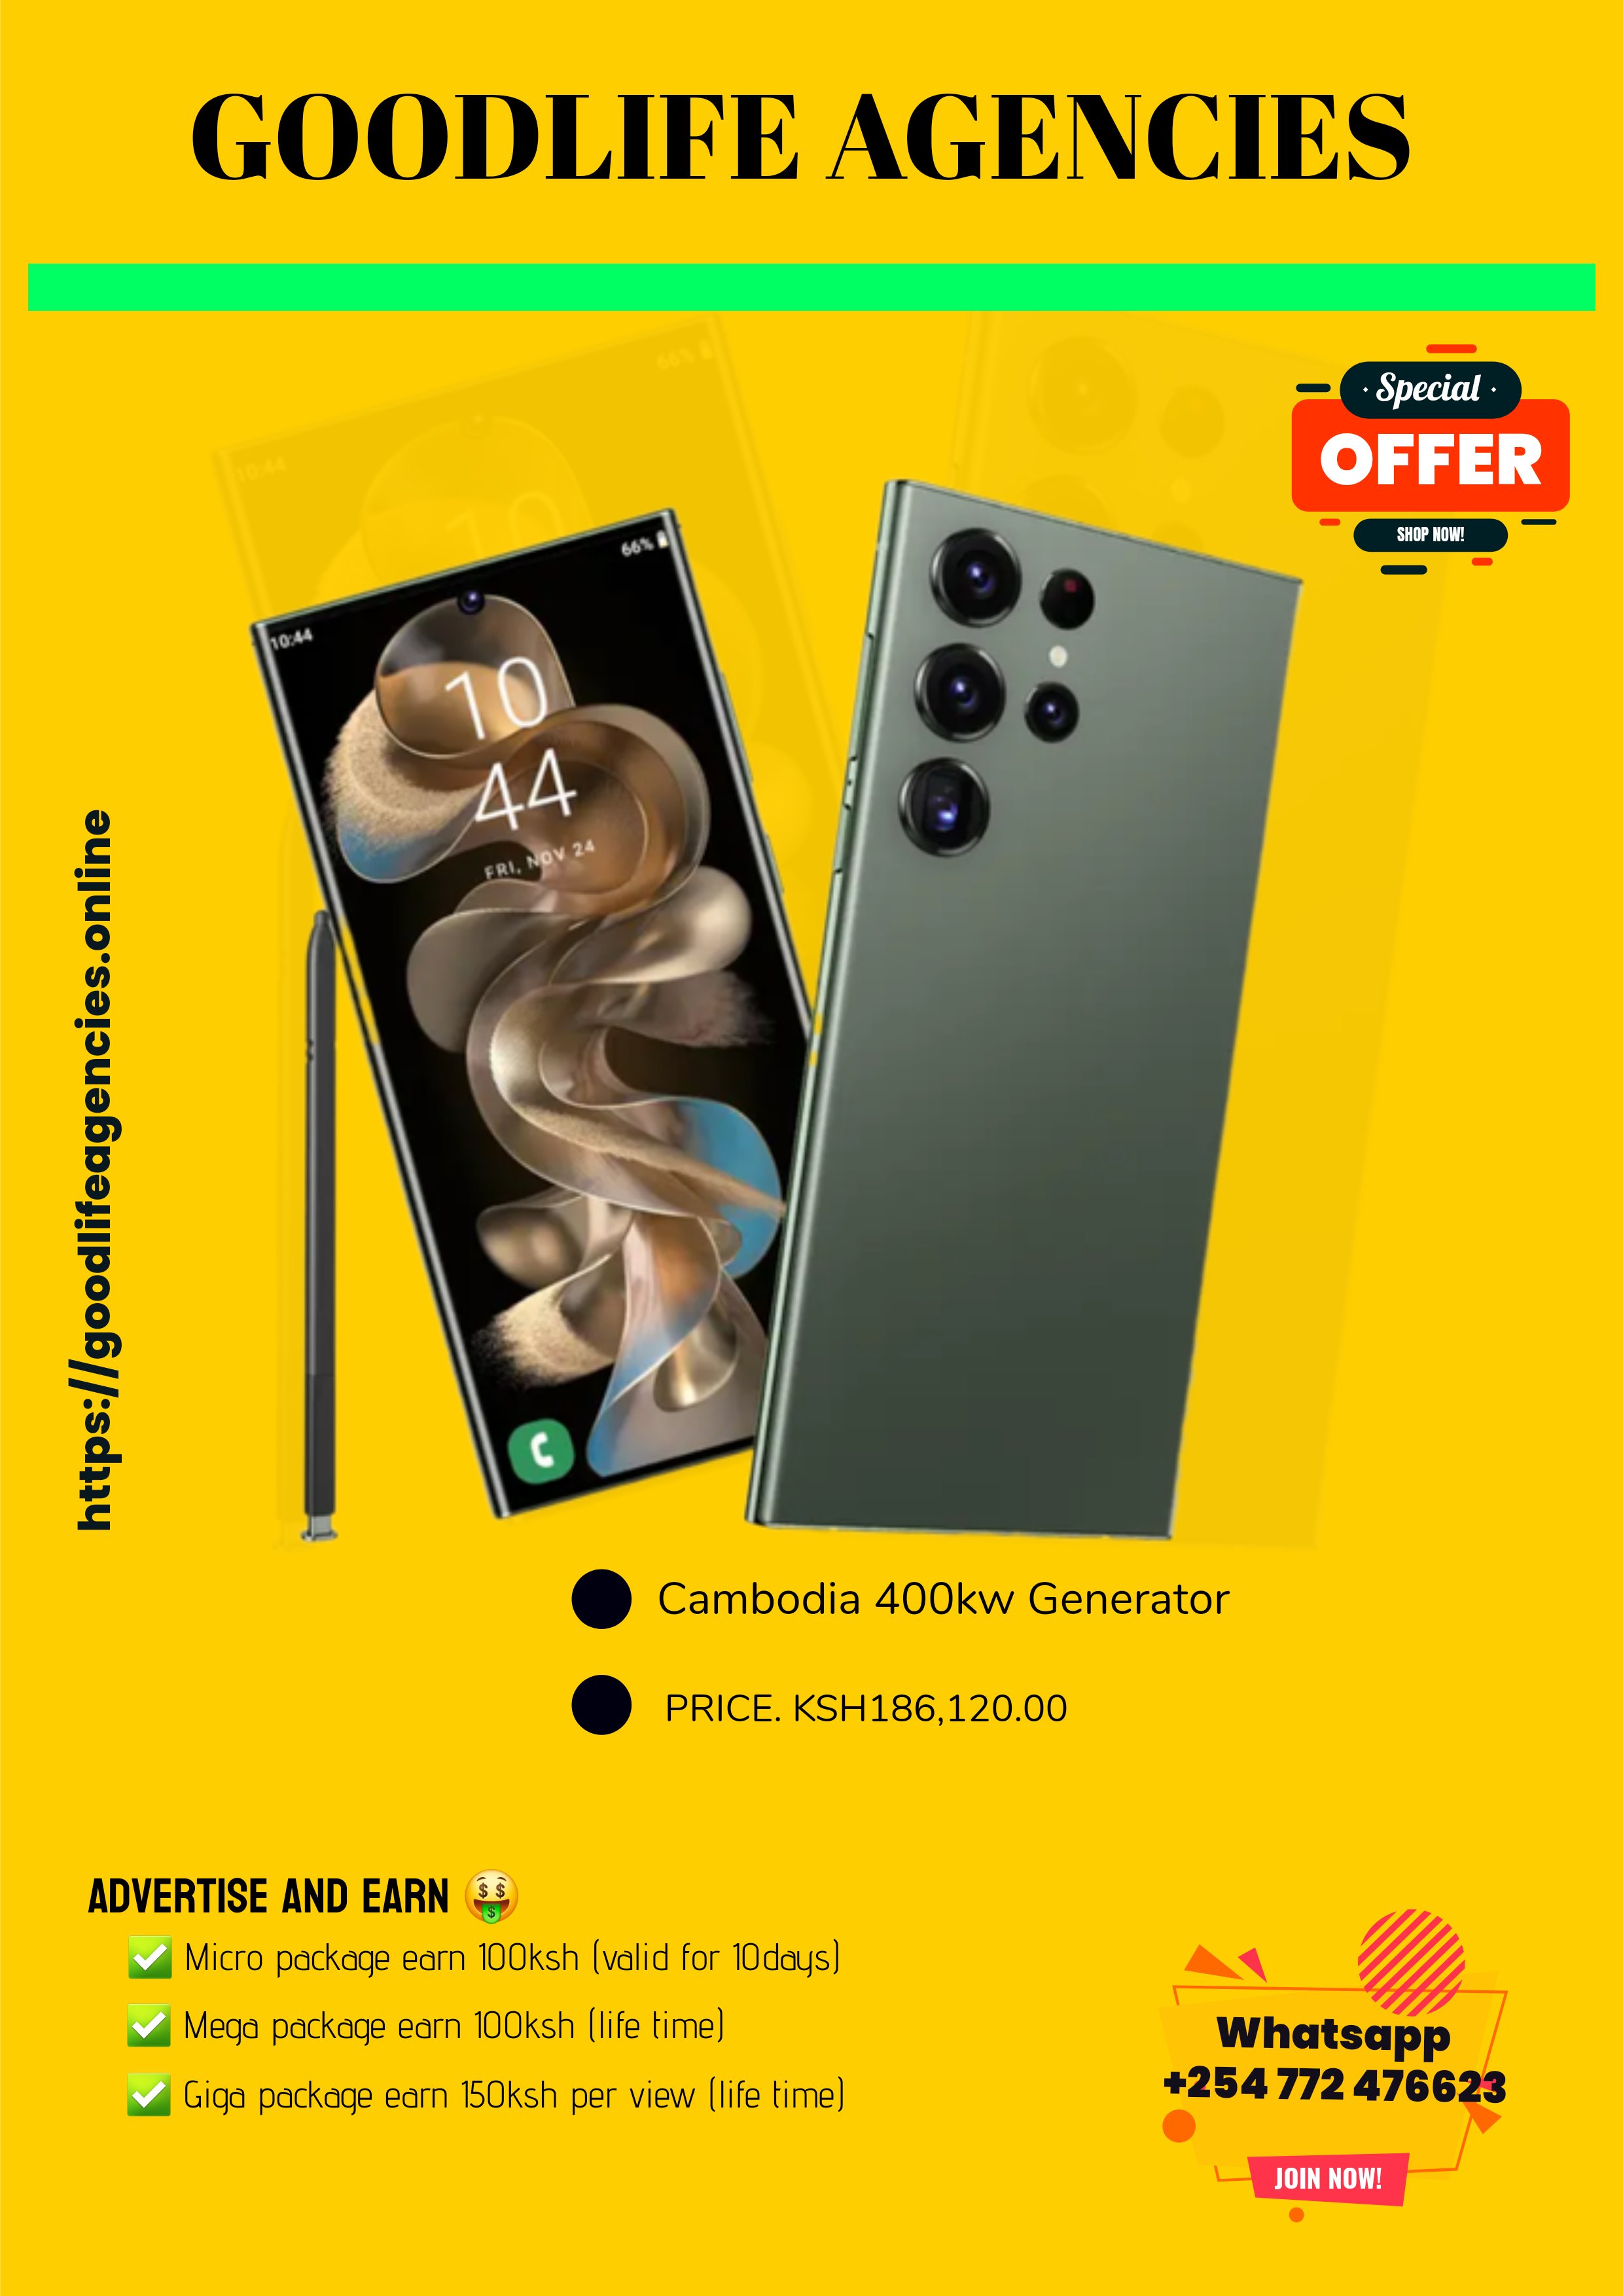 GOODLIFE AGENCIES
Special
OFFER
SHOP NOW!
66%
10:44
10
44
FRI, NOV 24
https://goodlifeagencies.online
Cambodia 400kw Generator
PRICE. KSH186,120.00
ADVERTISE AND EARN 🤑
✅ Micro package earn 100ksh (valid for 10days)
✅ Mega package earn 100ksh (life time)
✅ Giga package earn 150ksh per view (life time)
Whatsapp
+254 772 476623
JOIN NOW!